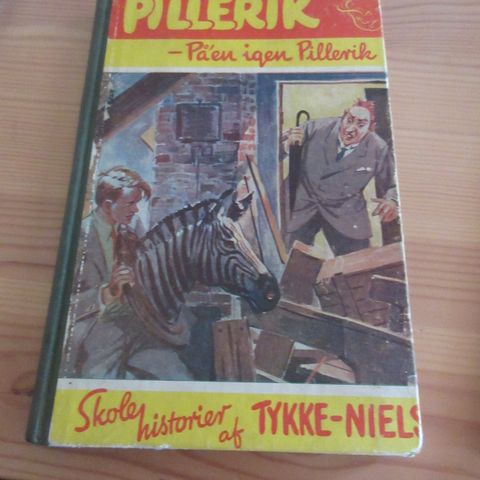 PILLERIK
– På'en igen Pillerik
Skole
historier af TYKKE-NIELS